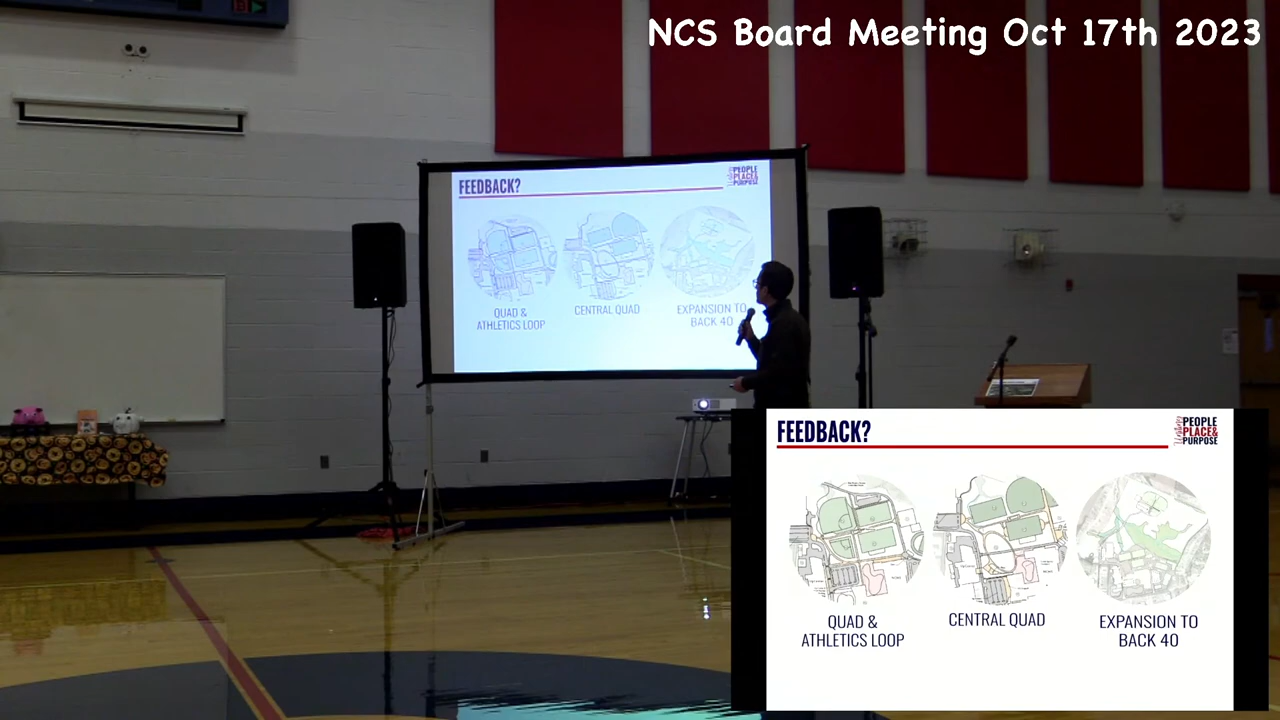 NCS Board Meeting Oct 17th 2023
FEEDBACK?
PEOPLE
PLACE&
PURPOSE
QUAD &
ATHLETICS LOOP
CENTRAL QUAD
EXPANSION TO
BACK 40
FEEDBACK?
PEOPLE
PLACE&
PURPOSE
QUAD &
ATHLETICS LOOP
CENTRAL QUAD
EXPANSION TO
BACK 40